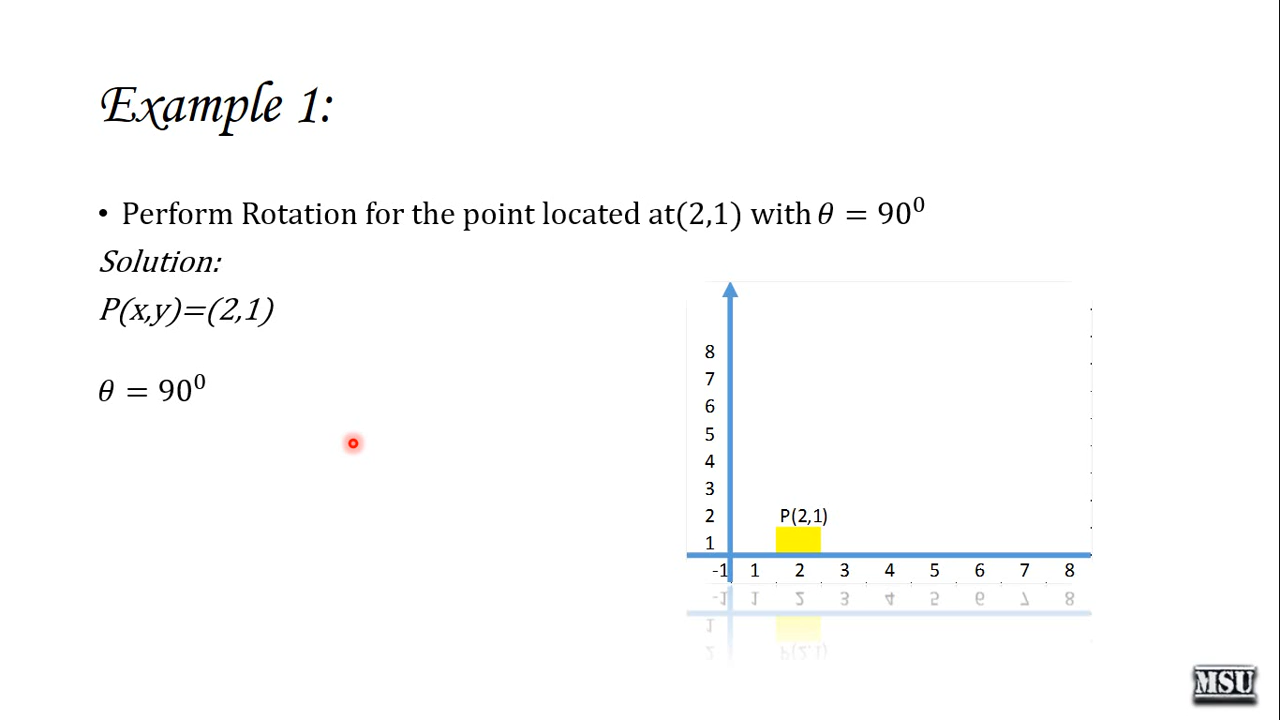 Example 1:
• Perform Rotation for the point located at(2,1) with θ = 90⁰
Solution:
P(x,y)=(2,1)
θ = 90⁰
8
7
6
5
4
3
2
1
P(2,1)
-1 1 2 3 4 5 6 7 8
MSU